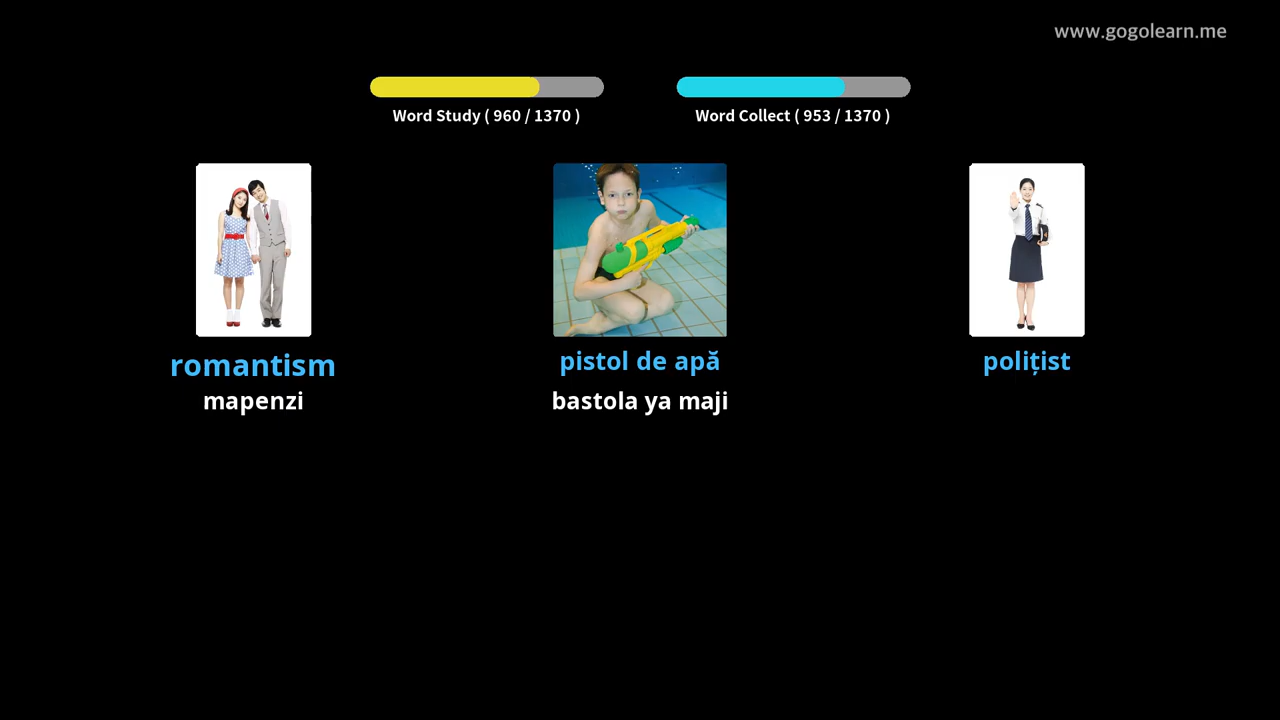 www.gogolearn.me
Word Study ( 960 / 1370 )
Word Collect ( 953 / 1370 )
romantism
mapenzi
pistol de apă
bastola ya maji
polițist